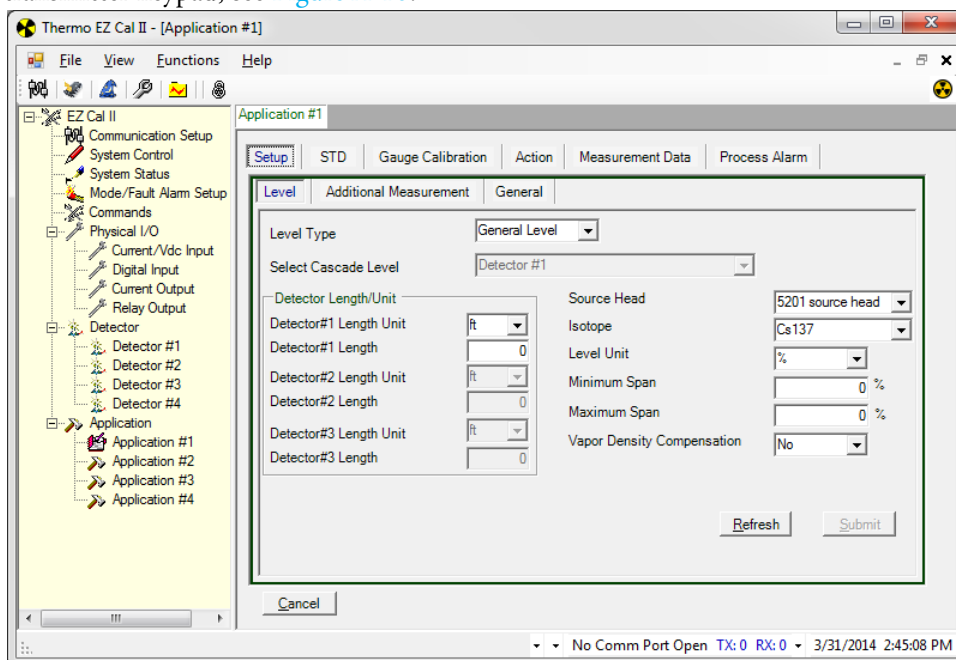 Thermo EZ Cal II - [Application #1]
File View Functions Help
EZ Cal II
Communication Setup
System Control
System Status
Mode/Fault Alarm Setup
Commands
Physical I/O
Current/Vdc Input
Digital Input
Current Output
Relay Output
Detector
Detector #1
Detector #2
Detector #3
Detector #4
Application
Application #1
Application #2
Application #3
Application #4
Application #1
Setup STD Gauge Calibration Action Measurement Data Process Alarm
Level Additional Measurement General
Level Type General Level
Select Cascade Level Detector #1
Detector Length/Unit
Detector#1 Length Unit ft
Detector#1 Length 0
Detector#2 Length Unit ft
Detector#2 Length 0
Detector#3 Length Unit ft
Detector#3 Length 0
Source Head 5201 source head
Isotope Cs137
Level Unit %
Minimum Span 0 %
Maximum Span 0 %
Vapor Density Compensation No
Refresh Submit
Cancel
No Comm Port Open TX: 0 RX: 0 3/31/2014 2:45:08 PM